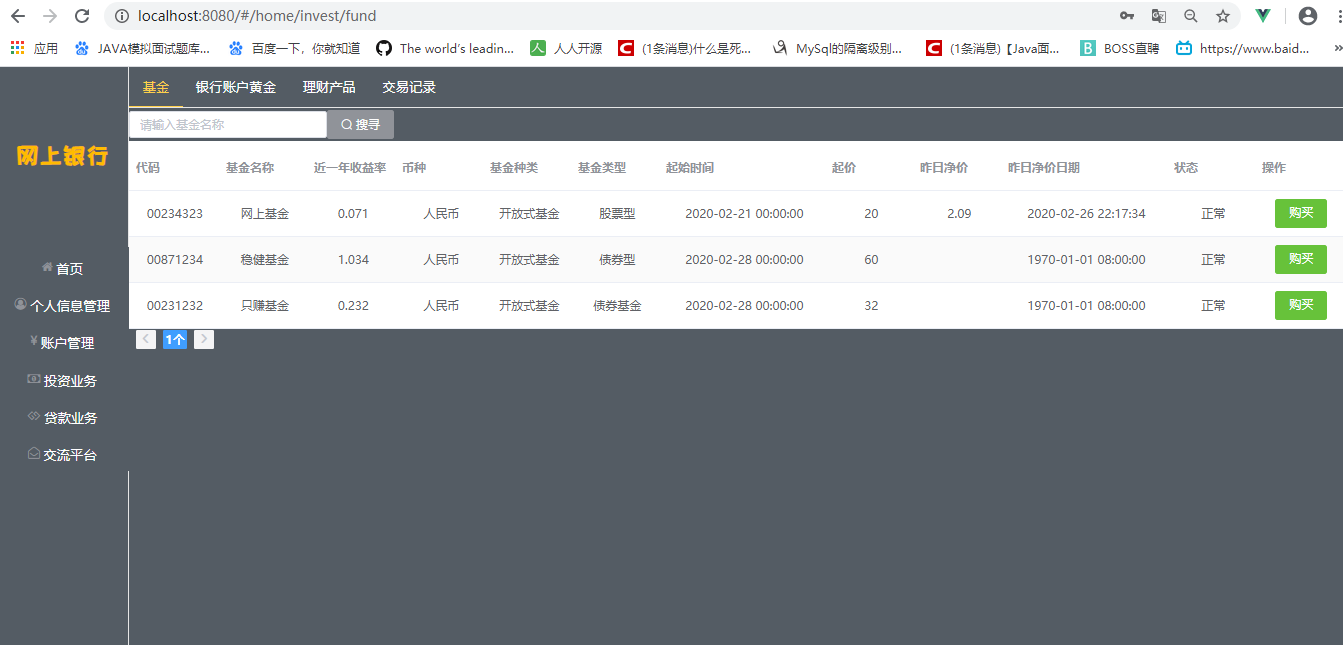 localhost:8080/#/home/invest/fund
应用 JAVA模拟面试题库... 百度一下，你就知道 The world's leadin... 人人开源 (1条消息)什么是死... MySql的隔离级别... (1条消息)【Java面... BOSS直聘 https://www.baid... »
基金 银行账户黄金 理财产品 交易记录
请输入基金名称 搜寻
网上银行
代码 基金名称 近一年收益率 币种 基金种类 基金类型 起始时间 起价 昨日净价 昨日净价日期 状态 操作
00234323 网上基金 0.071 人民币 开放式基金 股票型 2020-02-21 00:00:00 20 2.09 2020-02-26 22:17:34 正常 购买
00871234 稳健基金 1.034 人民币 开放式基金 债券型 2020-02-28 00:00:00 60 1970-01-01 08:00:00 正常 购买
00231232 只赚基金 0.232 人民币 开放式基金 债券基金 2020-02-28 00:00:00 32 1970-01-01 08:00:00 正常 购买
< 1个 >
首页
个人信息管理
¥ 账户管理
投资业务
贷款业务
交流平台